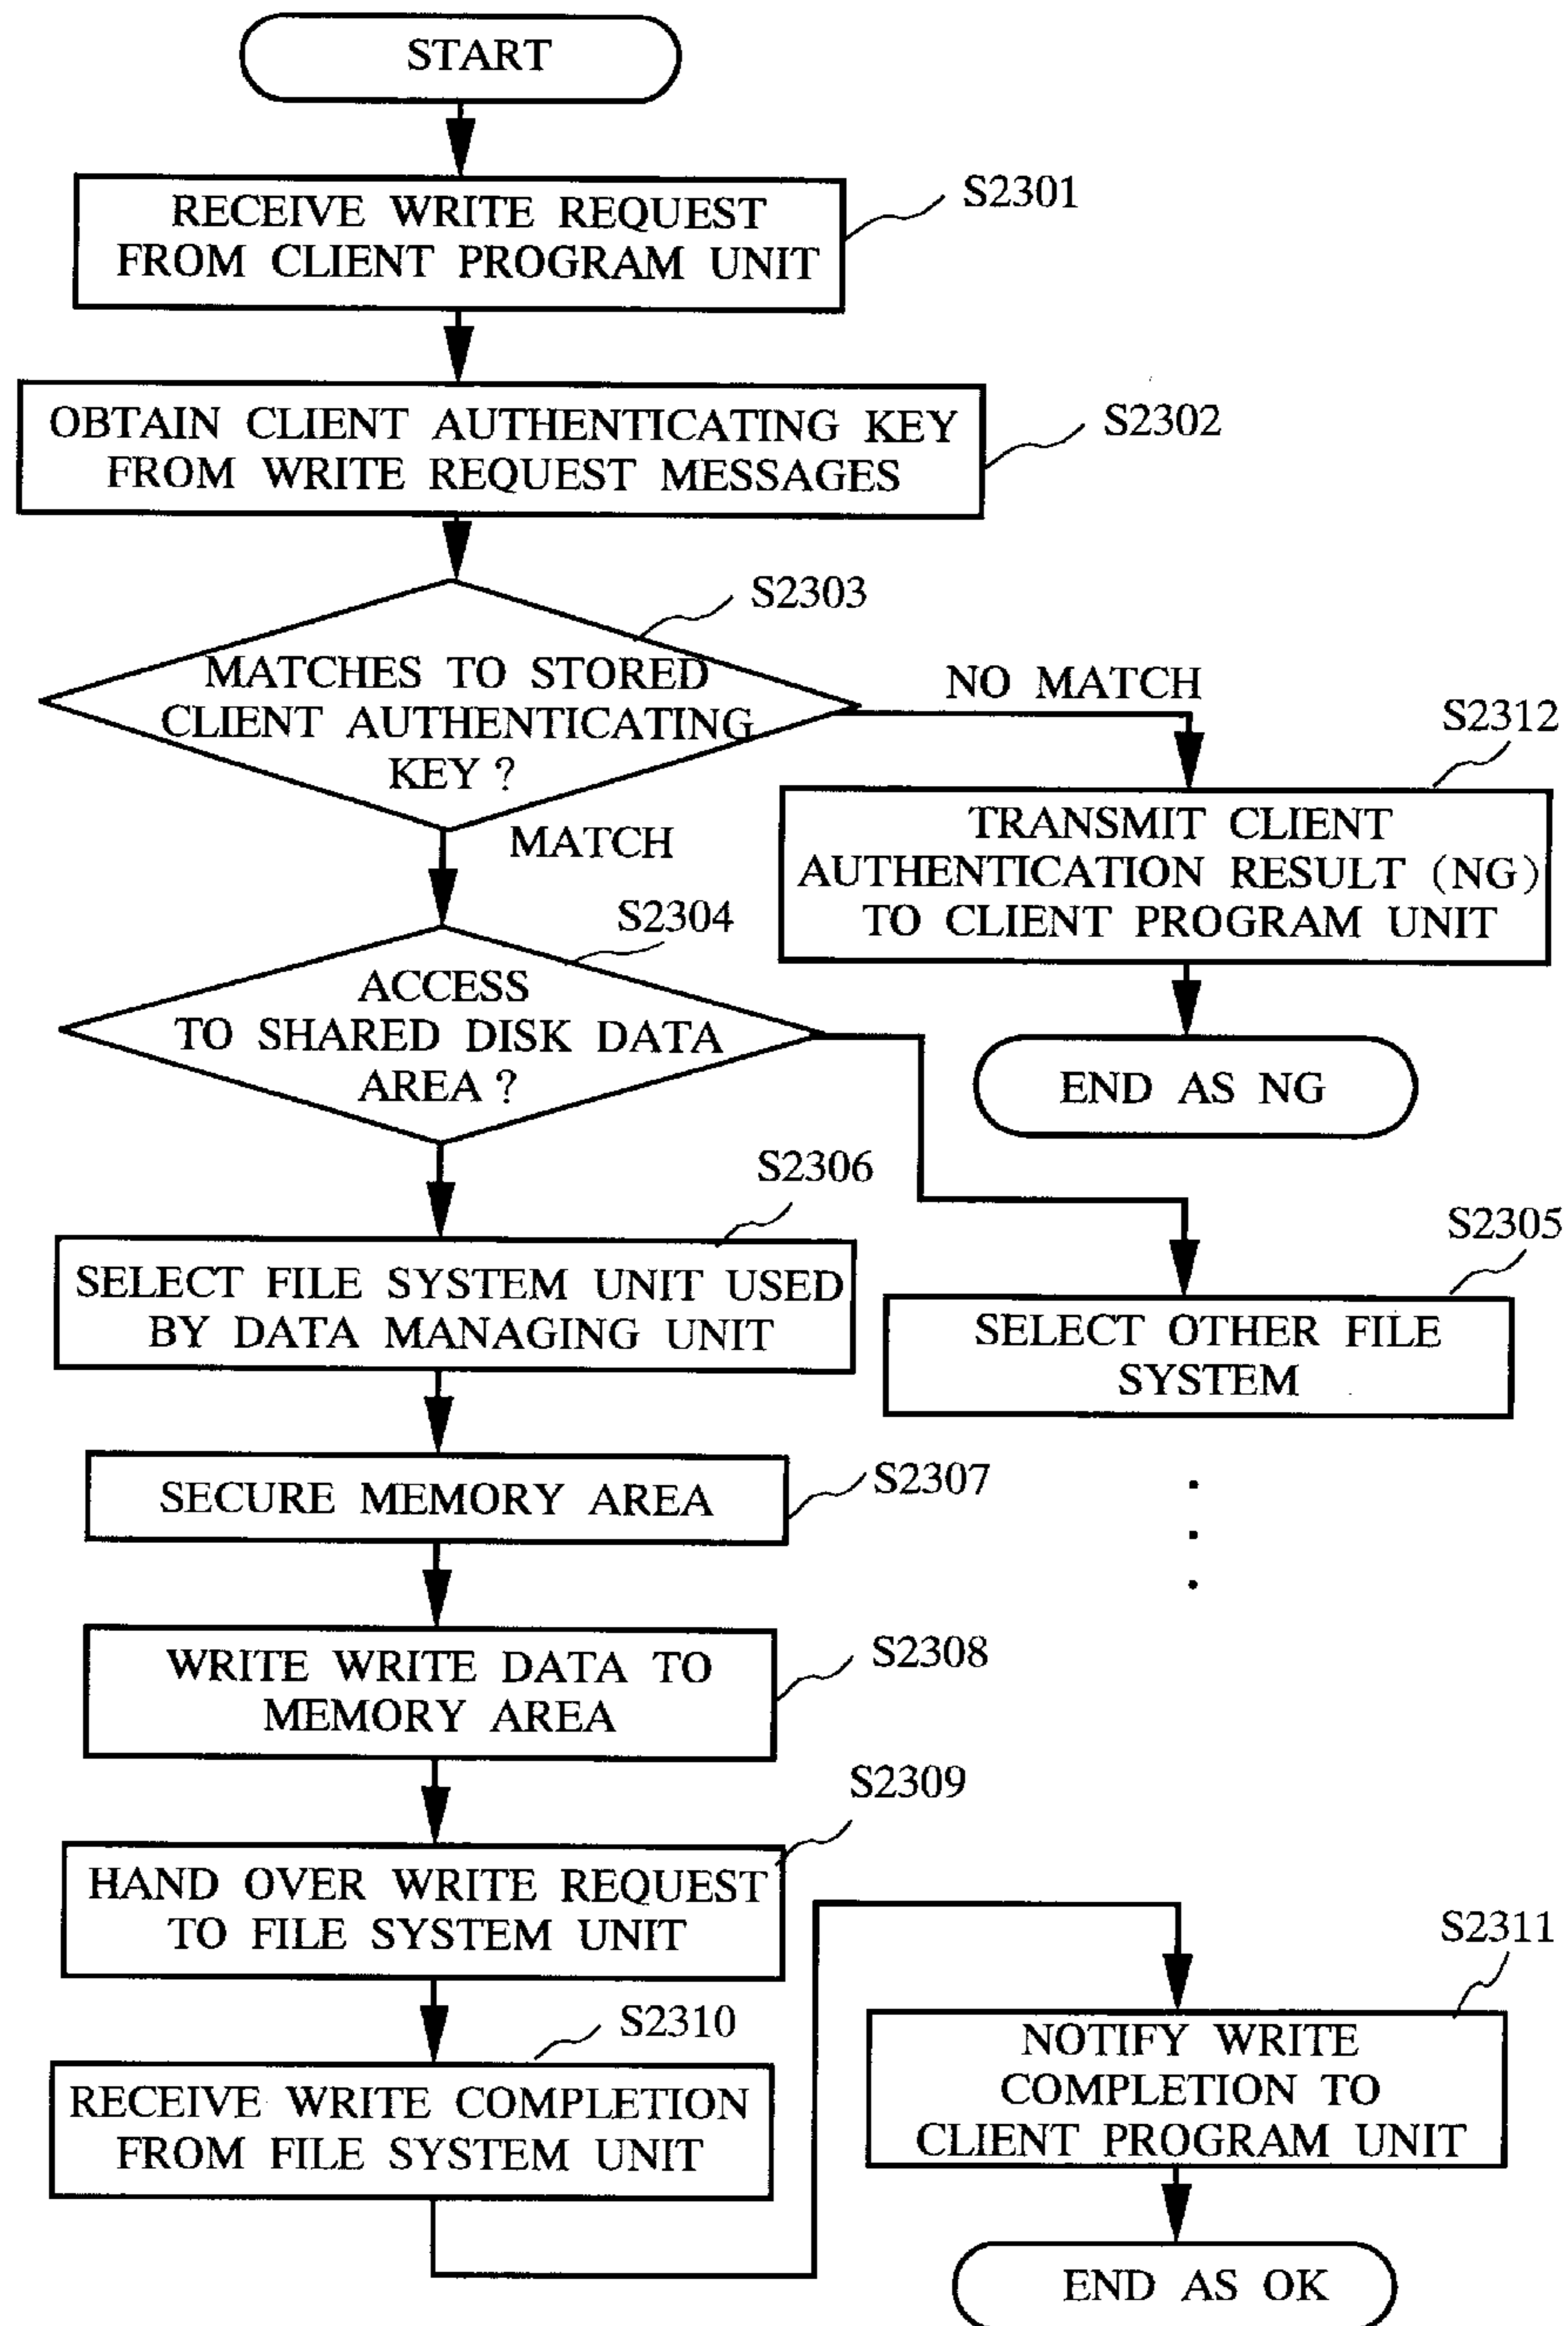 START
RECEIVE WRITE REQUEST
FROM CLIENT PROGRAM UNIT
S2301
OBTAIN CLIENT AUTHENTICATING KEY
FROM WRITE REQUEST MESSAGES
S2302
S2303
MATCHES TO STORED
CLIENT AUTHENTICATING
KEY ?
NO MATCH
MATCH
S2312
TRANSMIT CLIENT
AUTHENTICATION RESULT (NG)
TO CLIENT PROGRAM UNIT
END AS NG
S2304
ACCESS
TO SHARED DISK DATA
AREA ?
S2305
SELECT OTHER FILE
SYSTEM
S2306
SELECT FILE SYSTEM UNIT USED
BY DATA MANAGING UNIT
SECURE MEMORY AREA
S2307
WRITE WRITE DATA TO
MEMORY AREA
S2308
S2309
HAND OVER WRITE REQUEST
TO FILE SYSTEM UNIT
S2310
RECEIVE WRITE COMPLETION
FROM FILE SYSTEM UNIT
S2311
NOTIFY WRITE
COMPLETION TO
CLIENT PROGRAM UNIT
END AS OK